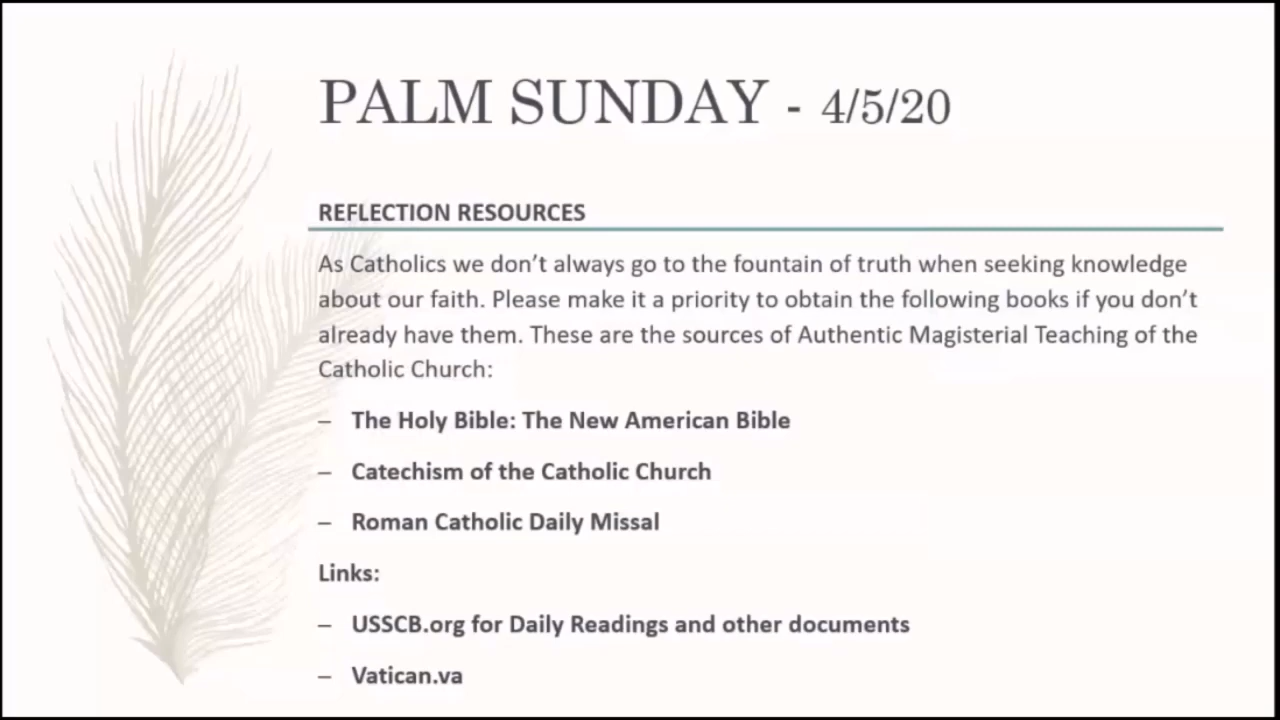 PALM SUNDAY - 4/5/20
REFLECTION RESOURCES
As Catholics we don’t always go to the fountain of truth when seeking knowledge
about our faith. Please make it a priority to obtain the following books if you don’t
already have them. These are the sources of Authentic Magisterial Teaching of the
Catholic Church:
– The Holy Bible: The New American Bible
– Catechism of the Catholic Church
– Roman Catholic Daily Missal
Links:
– USSCB.org for Daily Readings and other documents
– Vatican.va